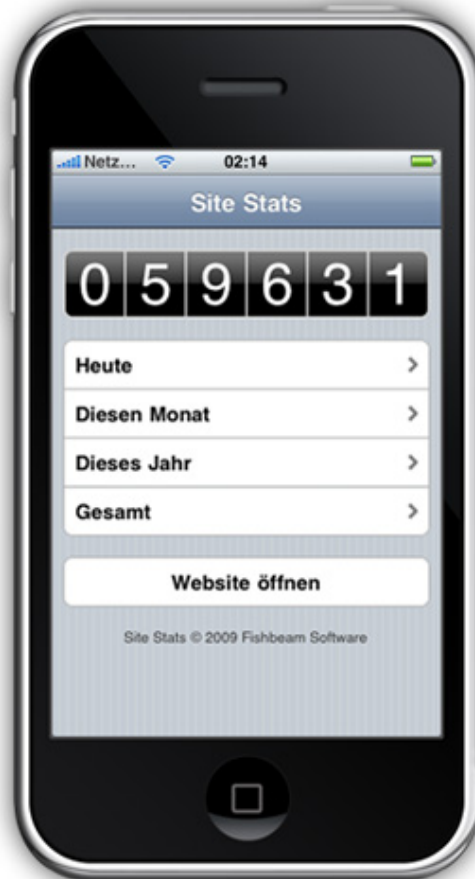 Netz... 02:14
Site Stats
059631
Heute
Diesen Monat
Dieses Jahr
Gesamt
Website öffnen
Site Stats © 2009 Fishbeam Software